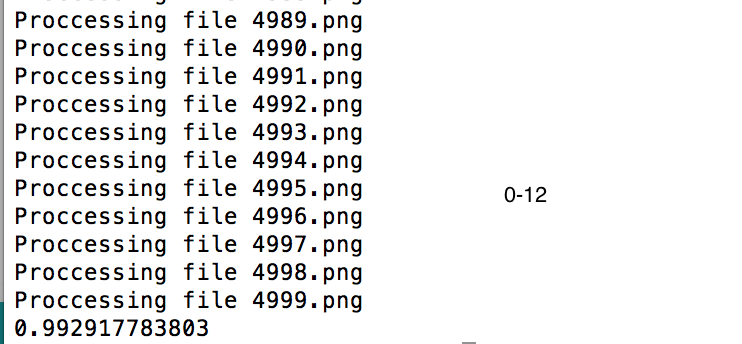 Proccessing file 4989.png
Proccessing file 4990.png
Proccessing file 4991.png
Proccessing file 4992.png
Proccessing file 4993.png
Proccessing file 4994.png
Proccessing file 4995.png
0-12
Proccessing file 4996.png
Proccessing file 4997.png
Proccessing file 4998.png
Proccessing file 4999.png
0.992917783803